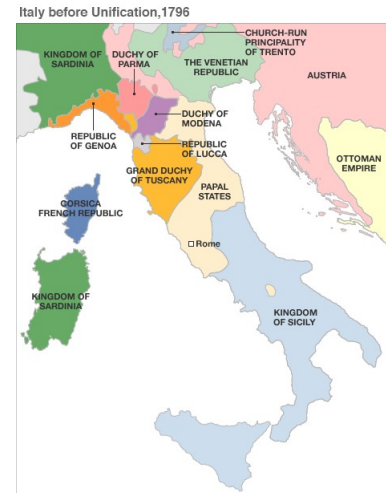 Italy before Unification,1796
KINGDOM OF
SARDINIA
DUCHY OF
PARMA
THE VENETIAN
REPUBLIC
CHURCH-RUN
PRINCIPALITY
OF TRENTO
AUSTRIA
DUCHY OF
MODENA
REPUBLIC
OF GENOA
REPUBLIC
OF LUCCA
OTTOMAN
EMPIRE
GRAND DUCHY
OF TUSCANY
PAPAL
STATES
CORSICA
FRENCH REPUBLIC
Rome
KINGDOM OF
SARDINIA
KINGDOM
OF SICILY